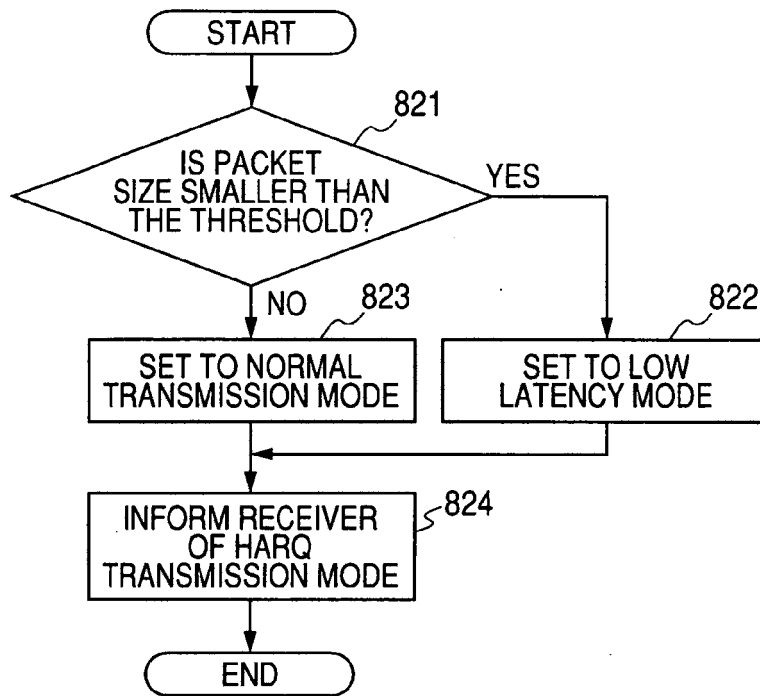 START
821
IS PACKET
SIZE SMALLER THAN
THE THRESHOLD?
YES
NO
823
822
SET TO NORMAL
TRANSMISSION MODE
SET TO LOW
LATENCY MODE
INFORM RECEIVER
OF HARQ
TRANSMISSION MODE
824
END